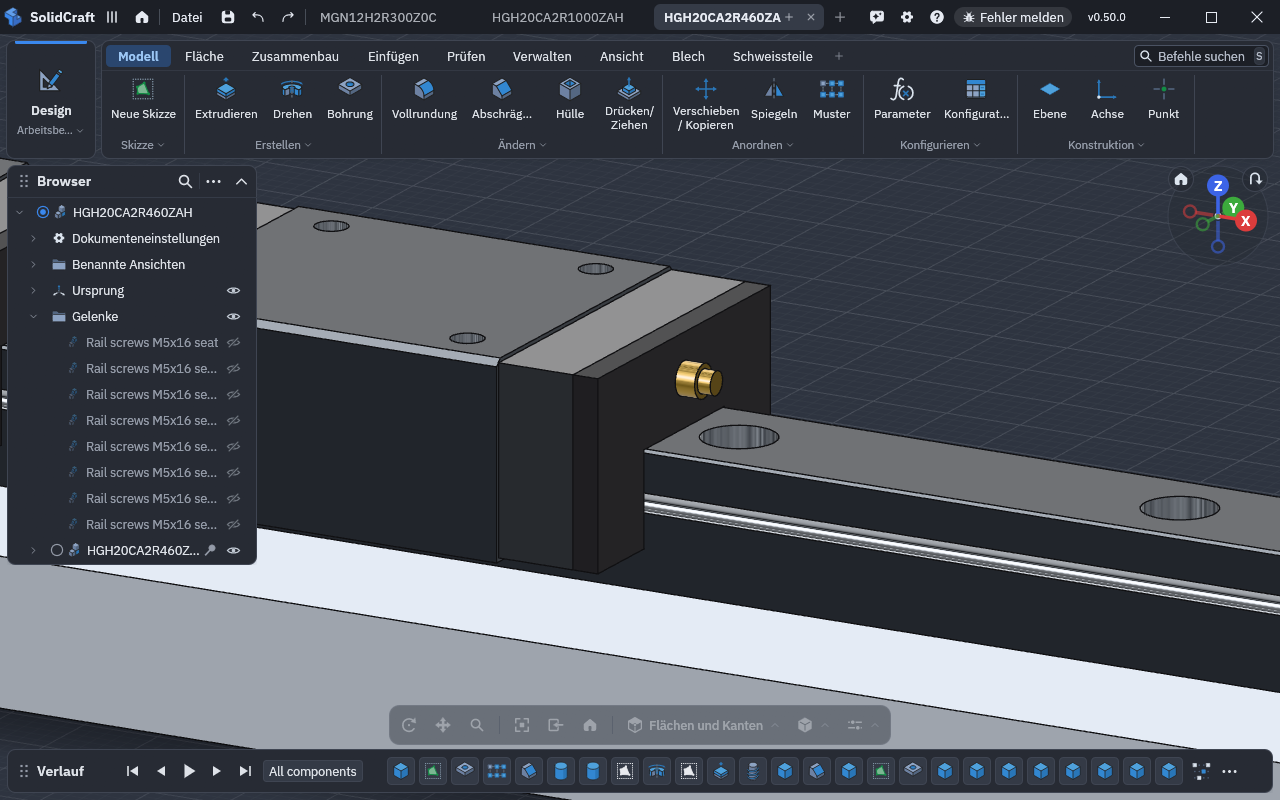 SolidCraft
Datei
MGN12H2R300Z0C
HGH20CA2R1000ZAH
HGH20CA2R460ZA
Fehler melden
v0.50.0
Design
Arbeitsbe...
Modell
Fläche
Zusammenbau
Einfügen
Prüfen
Verwalten
Ansicht
Blech
Schweissteile
Befehle suchen
S
Neue Skizze
Extrudieren
Drehen
Bohrung
Vollrundung
Abschräg...
Hülle
Drücken/
Ziehen
Verschieben
/ Kopieren
Spiegeln
Muster
Parameter
Konfigurat...
Ebene
Achse
Punkt
Skizze
Erstellen
Ändern
Anordnen
Konfigurieren
Konstruktion
Browser
HGH20CA2R460ZAH
Dokumenteneinstellungen
Benannte Ansichten
Ursprung
Gelenke
Rail screws M5x16 seat
Rail screws M5x16 se...
Rail screws M5x16 se...
Rail screws M5x16 se...
Rail screws M5x16 se...
Rail screws M5x16 se...
Rail screws M5x16 se...
Rail screws M5x16 se...
HGH20CA2R460Z...
Z
Y
X
Flächen und Kanten
Verlauf
All components